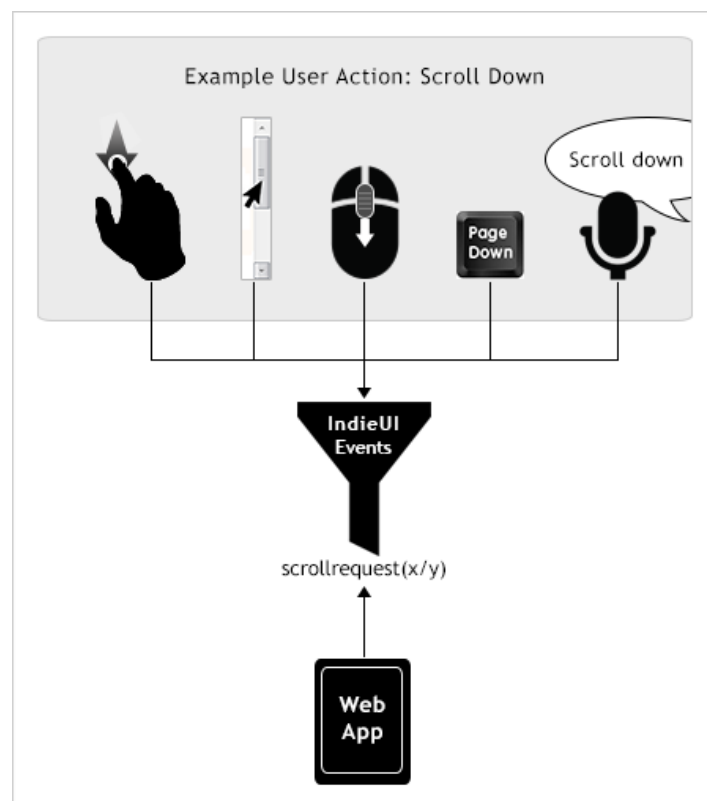 Example User Action: Scroll Down
Scroll down
Page
Down
IndieUI
Events
scrollrequest(x/y)
Web
App